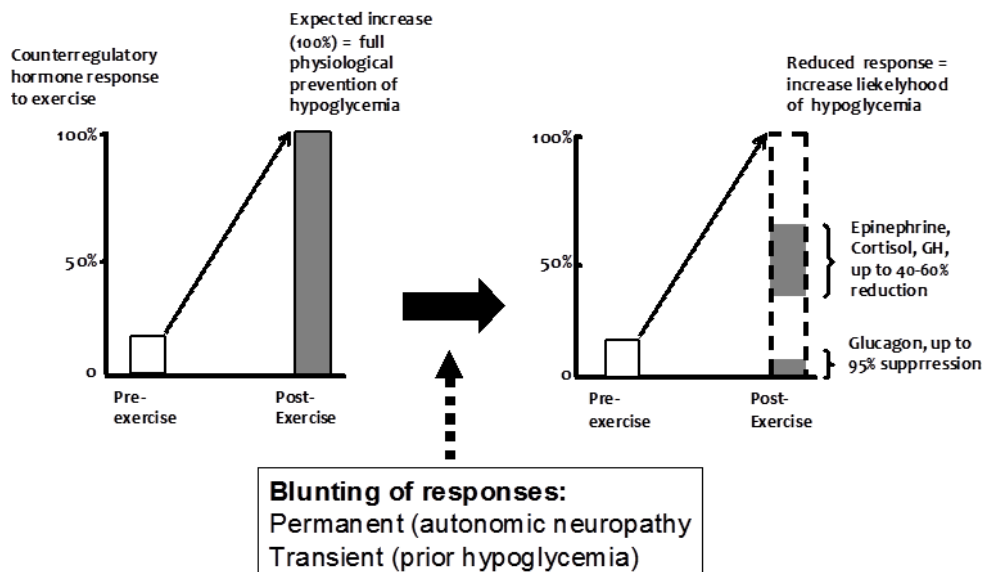 Counterregulatory
hormone response
to exercise
Expected increase
(100%) = full
physiological
prevention of
hypoglycemia
100%
50%
0
Pre-
exercise
Post-
Exercise
Reduced response =
increase liekelyhood
of hypoglycemia
100%
50%
0
Pre-
exercise
Post-
Exercise
Epinephrine,
Cortisol, GH,
up to 40-60%
reduction
Glucagon, up to
95% supprression
Blunting of responses:
Permanent (autonomic neuropathy
Transient (prior hypoglycemia)